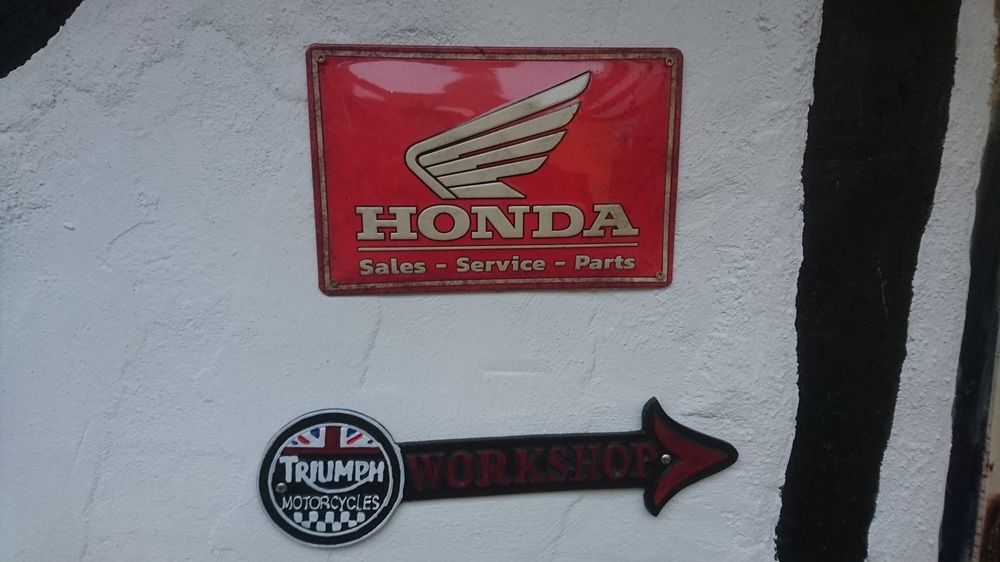 HONDA
Sales - Service - Parts
TRIUMPH
MOTORCYCLES
WORKSHOP